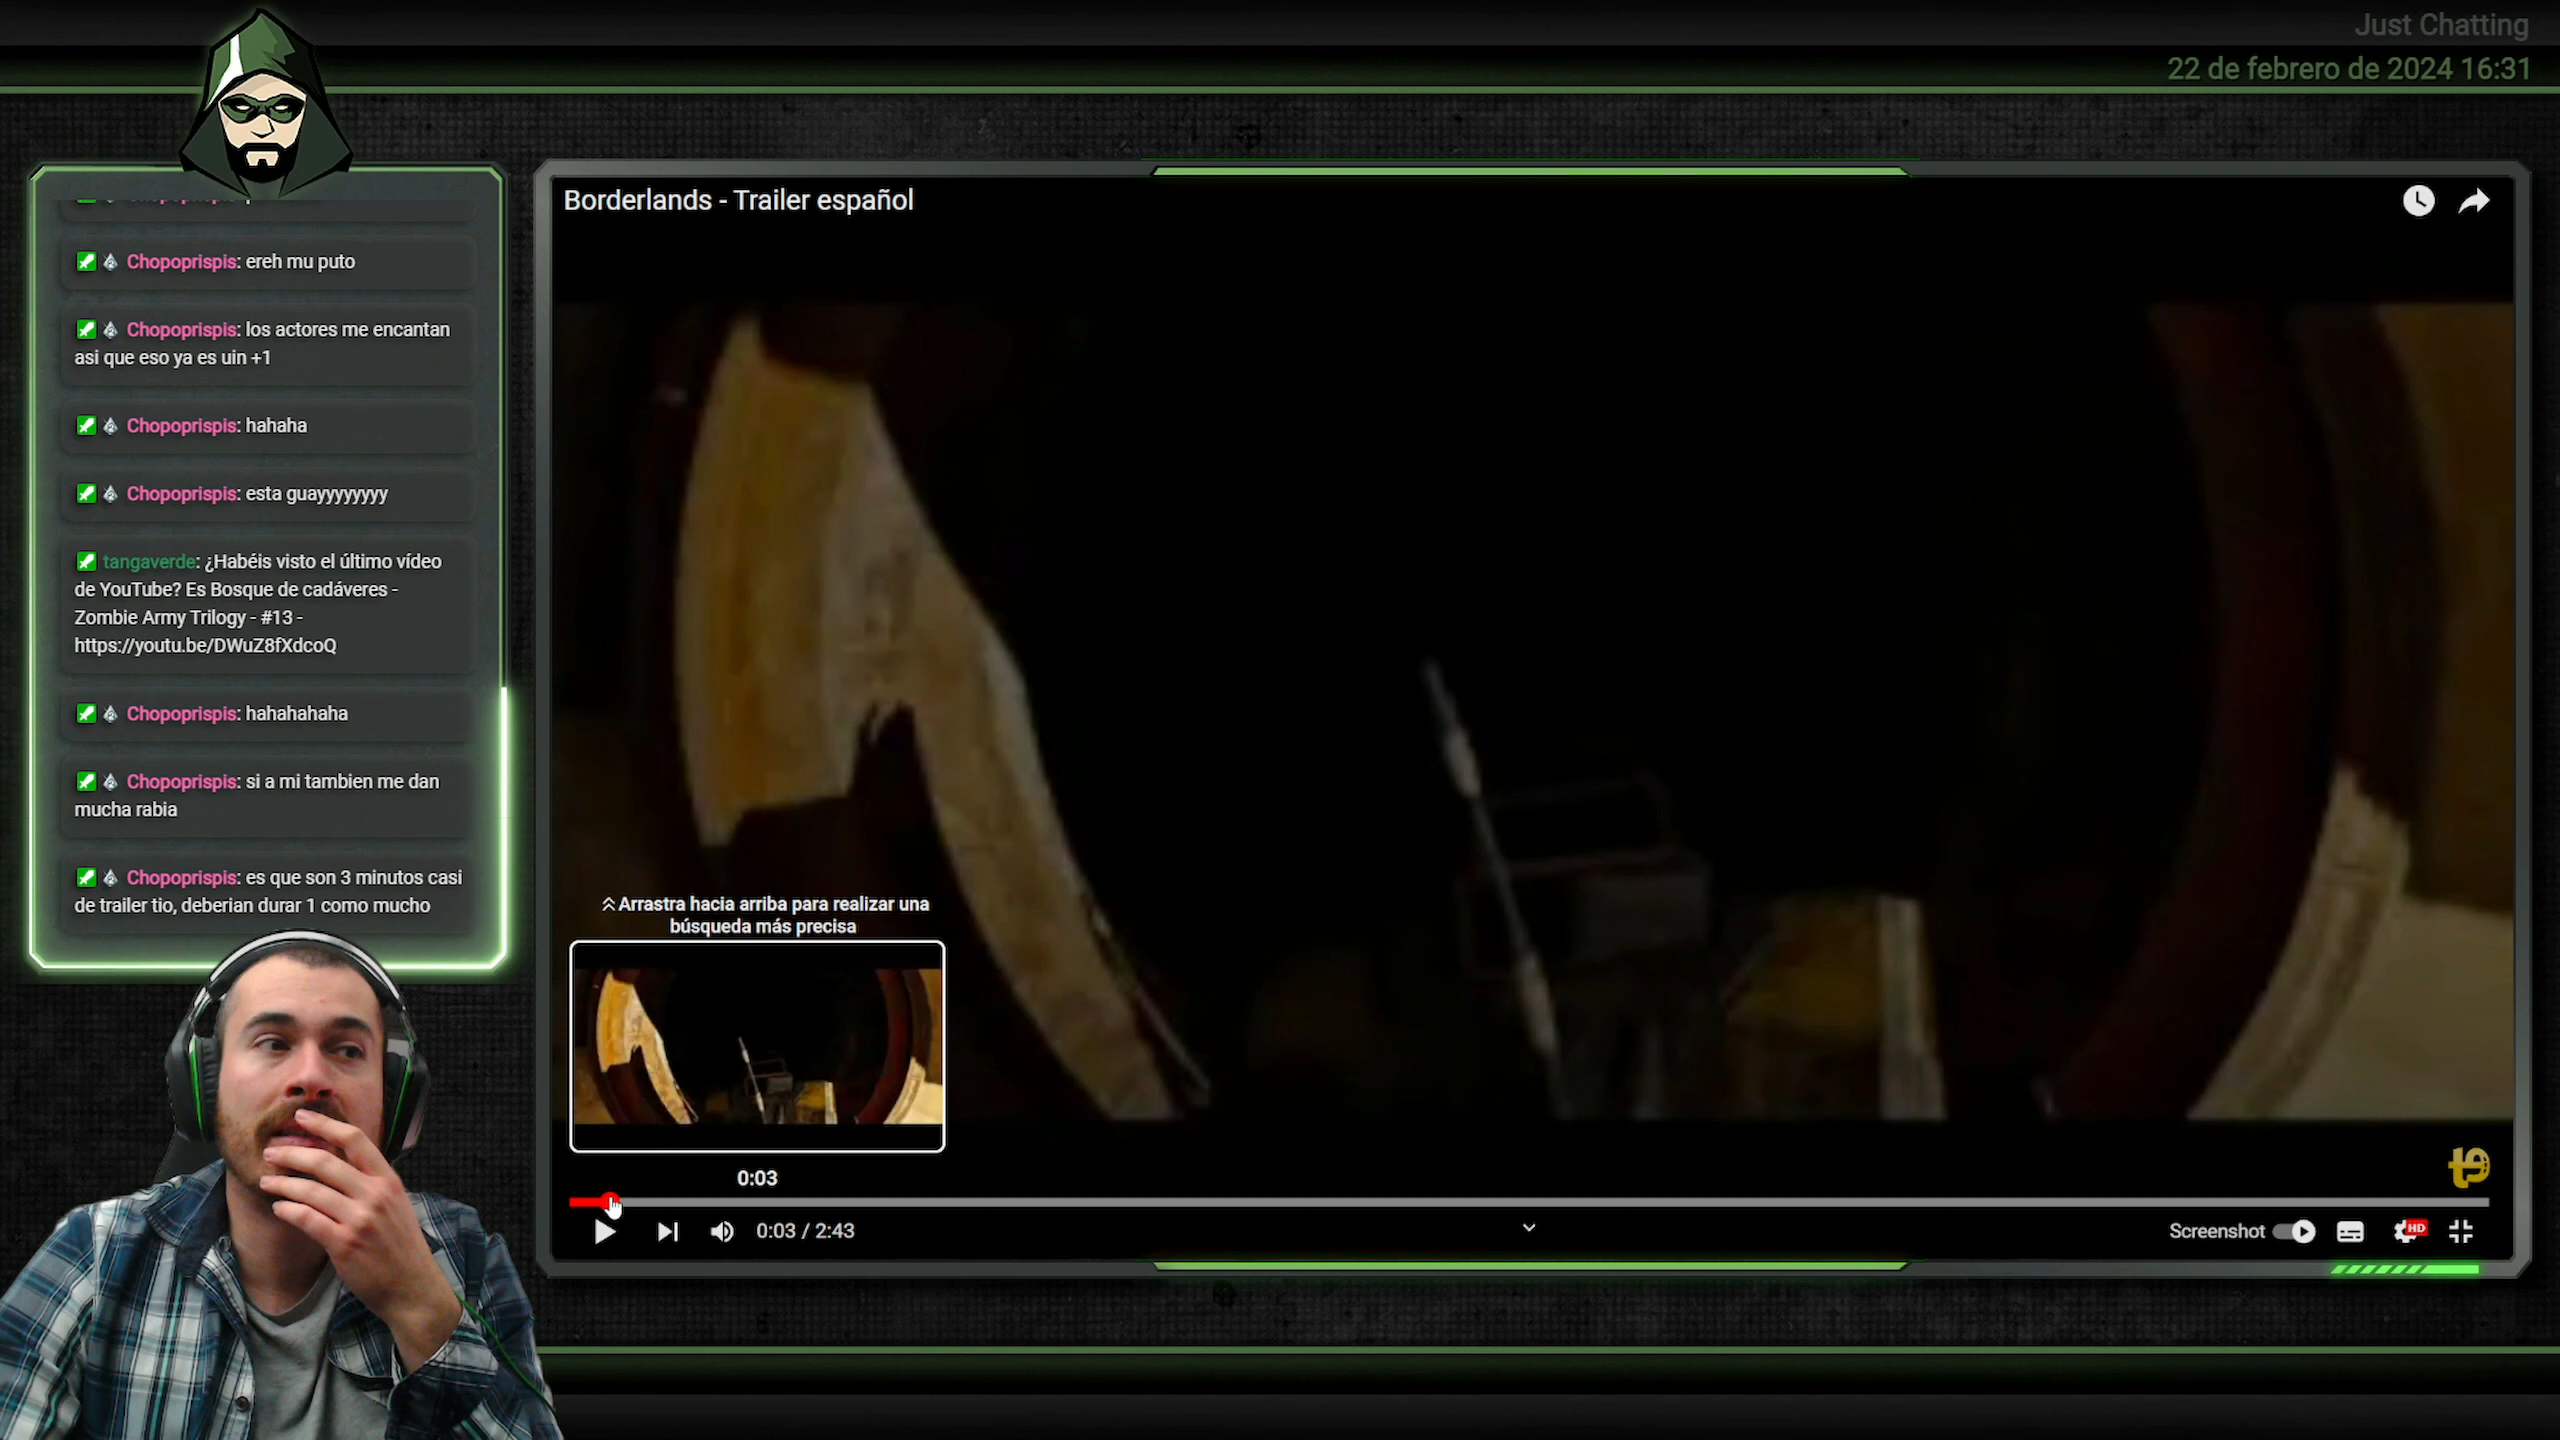 Just Chatting
22 de febrero de 2024 16:31
Chopoprispis: ereh mu puto
Chopoprispis: los actores me encantan
asi que eso ya es uin +1
Chopoprispis: hahaha
Chopoprispis: esta guayyyyyyyy
tangaverde: ¿Habéis visto el último vídeo
de YouTube? Es Bosque de cadáveres -
Zombie Army Trilogy - #13 -
https://youtu.be/DWuZ8fXdcoQ
Chopoprispis: hahahahaha
Chopoprispis: si a mi tambien me dan
mucha rabia
Chopoprispis: es que son 3 minutos casi
de trailer tio, deberian durar 1 como mucho
Borderlands - Trailer español
Arrastra hacia arriba para realizar una
búsqueda más precisa
0:03
0:03 / 2:43
Screenshot
HD